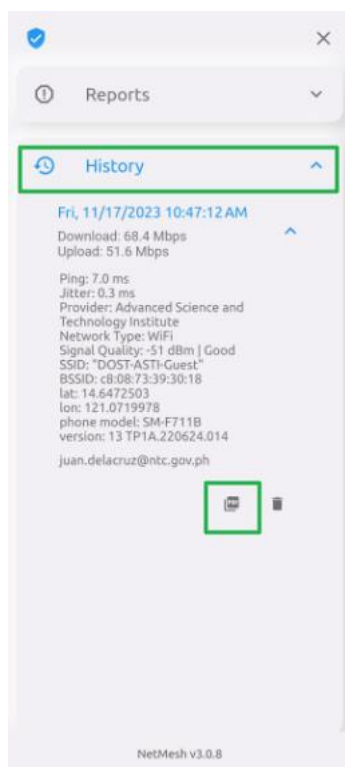 Reports
History
Fri, 11/17/2023 10:47:12 AM
Download: 68.4 Mbps
Upload: 51.6 Mbps
Ping: 7.0 ms
Jitter: 0.3 ms
Provider: Advanced Science and
Technology Institute
Network Type: WiFi
Signal Quality: -51 dBm | Good
SSID: "DOST-ASTI-Guest"
BSSID: c8:08:73:39:30:18
lat: 14.6472503
lon: 121.0719978
phone model: SM-F711B
version: 13 TP1A.220624.014
juan.delacruz@ntc.gov.ph
NetMesh v3.0.8